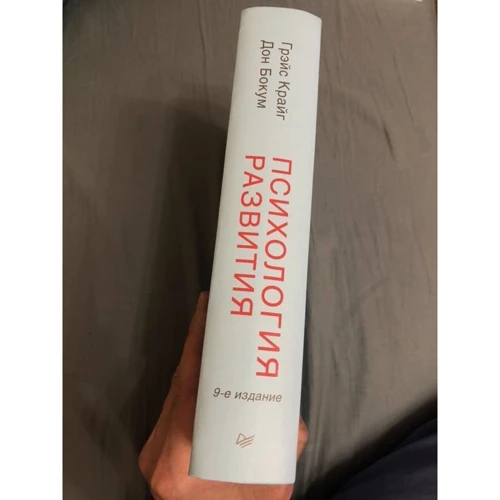 Грэйс Крайг
Дон Бокум
ПСИХОЛОГИЯ
РАЗВИТИЯ
9-е издание